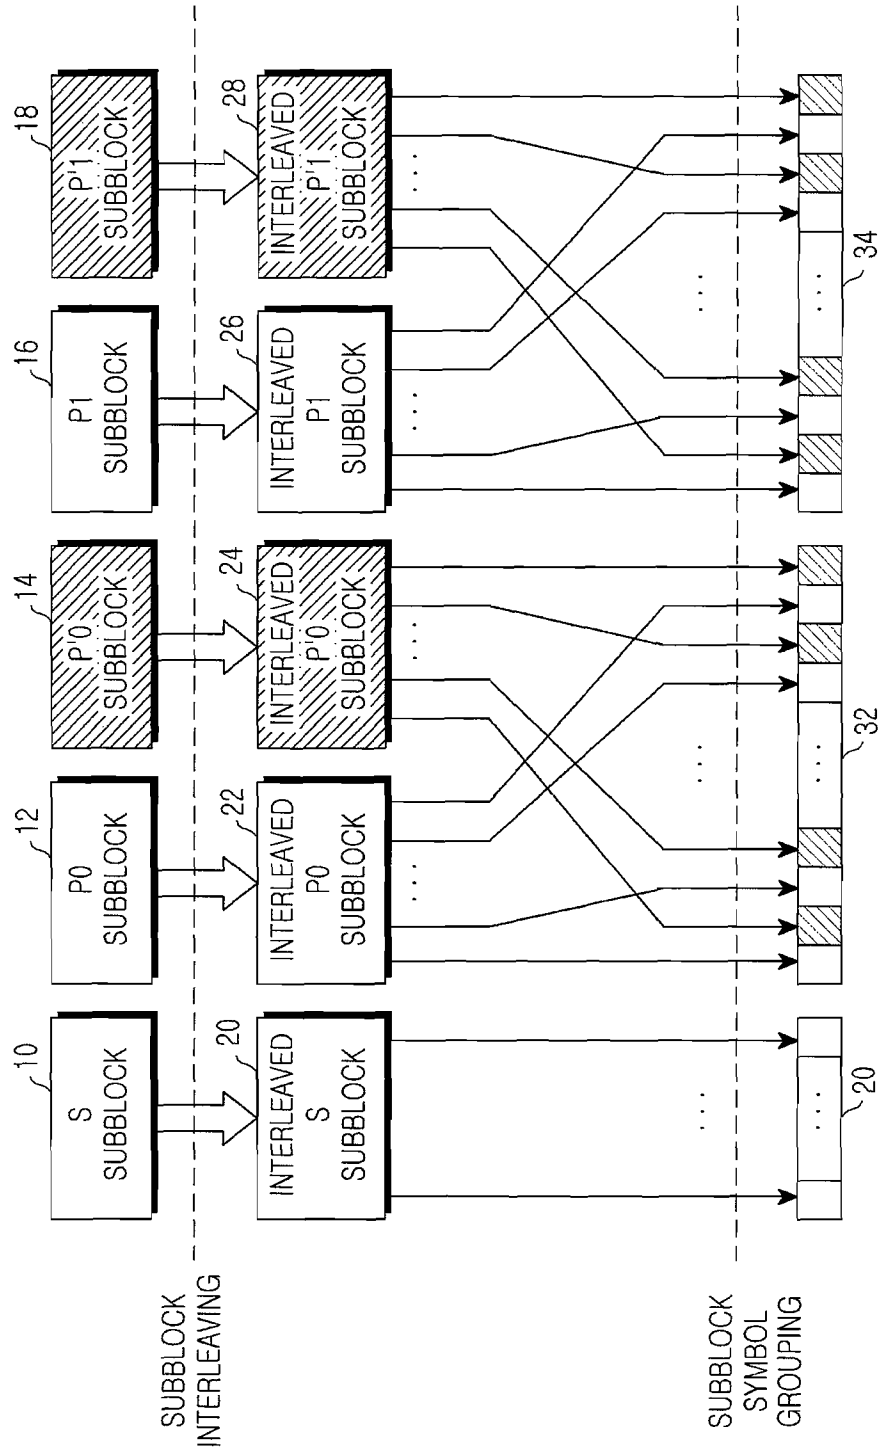 10
S
SUBBLOCK
12
P0
SUBBLOCK
14
P'0
SUBBLOCK
16
P1
SUBBLOCK
18
P'1
SUBBLOCK
SUBBLOCK
INTERLEAVING
20
INTERLEAVED
S
SUBBLOCK
22
INTERLEAVED
P0
SUBBLOCK
24
INTERLEAVED
P'0
SUBBLOCK
26
INTERLEAVED
P1
SUBBLOCK
28
INTERLEAVED
P'1
SUBBLOCK
SUBBLOCK
SYMBOL
GROUPING
20
32
34